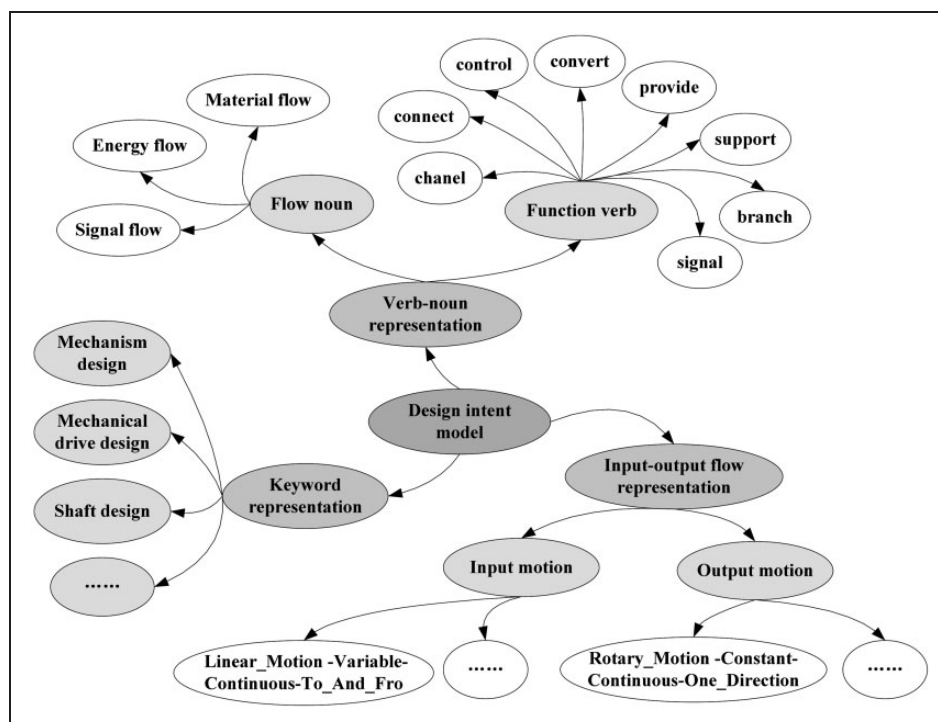 control
convert
provide
Material flow
connect
support
Energy flow
chanel
Flow noun
Function verb
branch
Signal flow
signal
Verb-noun
representation
Mechanism
design
Design intent
model
Mechanical
drive design
Input-output flow
representation
Keyword
representation
Shaft design
......
Input motion
Output motion
Linear_Motion -Variable-
Continuous-To_And_Fro
......
Rotary_Motion -Constant-
Continuous-One_Direction
......